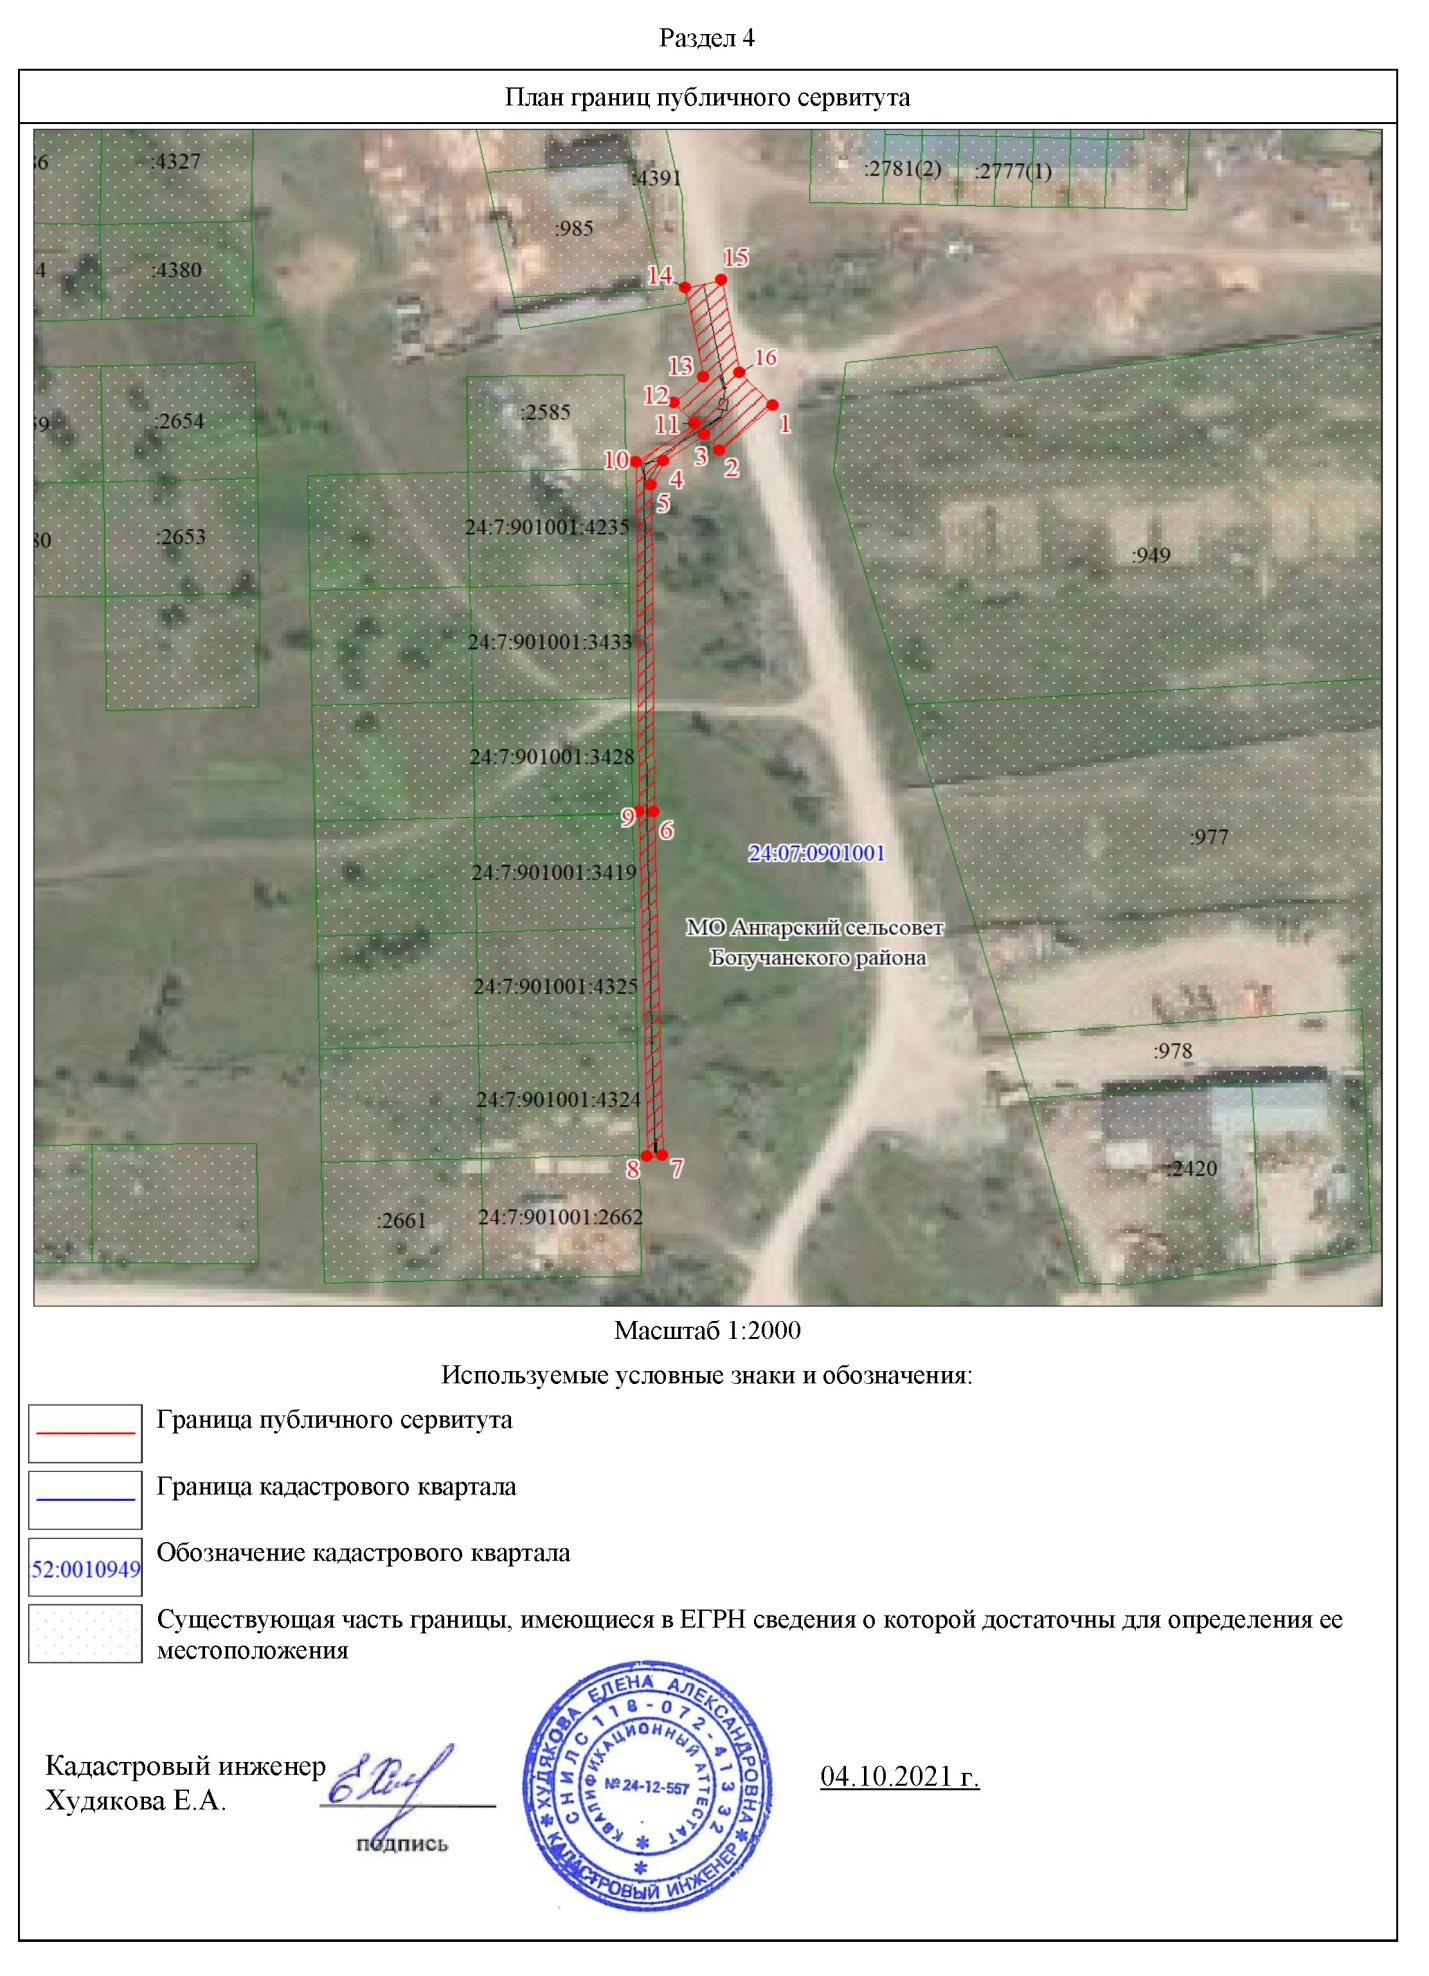 Раздел 4
План границ публичного сервитута
:4327
:4391
:2781(2)
:2777(1)
:985
:4380
15
14
16
13
12
1
11
3
2
10
4
5
:2654
:2585
:2653
24:7:901001:4235
:949
24:7:901001:3433
24:7:901001:3428
9
6
:977
24:07:0901001
24:7:901001:3419
МО Ангарский сельсовет
Богучанского района
24:7:901001:4325
:978
24:7:901001:4324
8
7
:2420
:2661
24:7:901001:2662
Масштаб 1:2000
Используемые условные знаки и обозначения:
Граница публичного сервитута
Граница кадастрового квартала
:52:0010949
Обозначение кадастрового квартала
Существующая часть границы, имеющиеся в ЕГРН сведения о которой достаточны для определения ее
местоположения
Кадастровый инженер
Худякова Е.А.
подпись
ХУДЯКОВА ЕЛЕНА АЛЕКСАНДРОВНА
КАДАСТРОВЫЙ ИНЖЕНЕР
СНИЛС 118-072-413 32
КВАЛИФИКАЦИОННЫЙ АТТЕСТАТ
№ 24-12-557
04.10.2021 г.